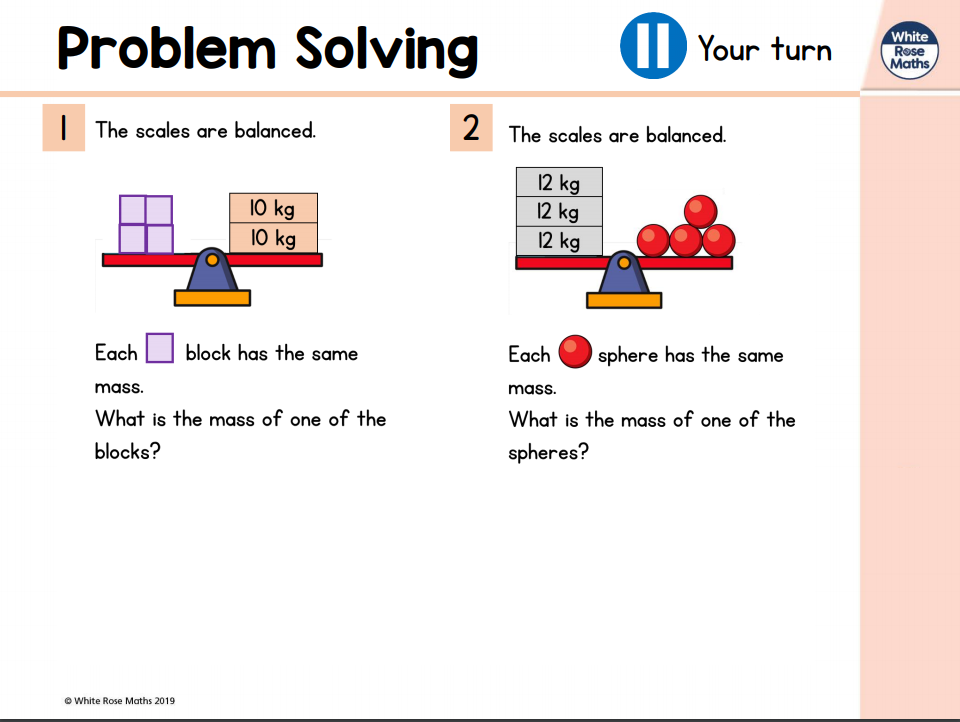 Problem Solving
Your turn
White
Rose
Maths
1
The scales are balanced.
10 kg
10 kg
Each block has the same
mass.
What is the mass of one of the
blocks?
2
The scales are balanced.
12 kg
12 kg
12 kg
Each sphere has the same
mass.
What is the mass of one of the
spheres?
© White Rose Maths 2019